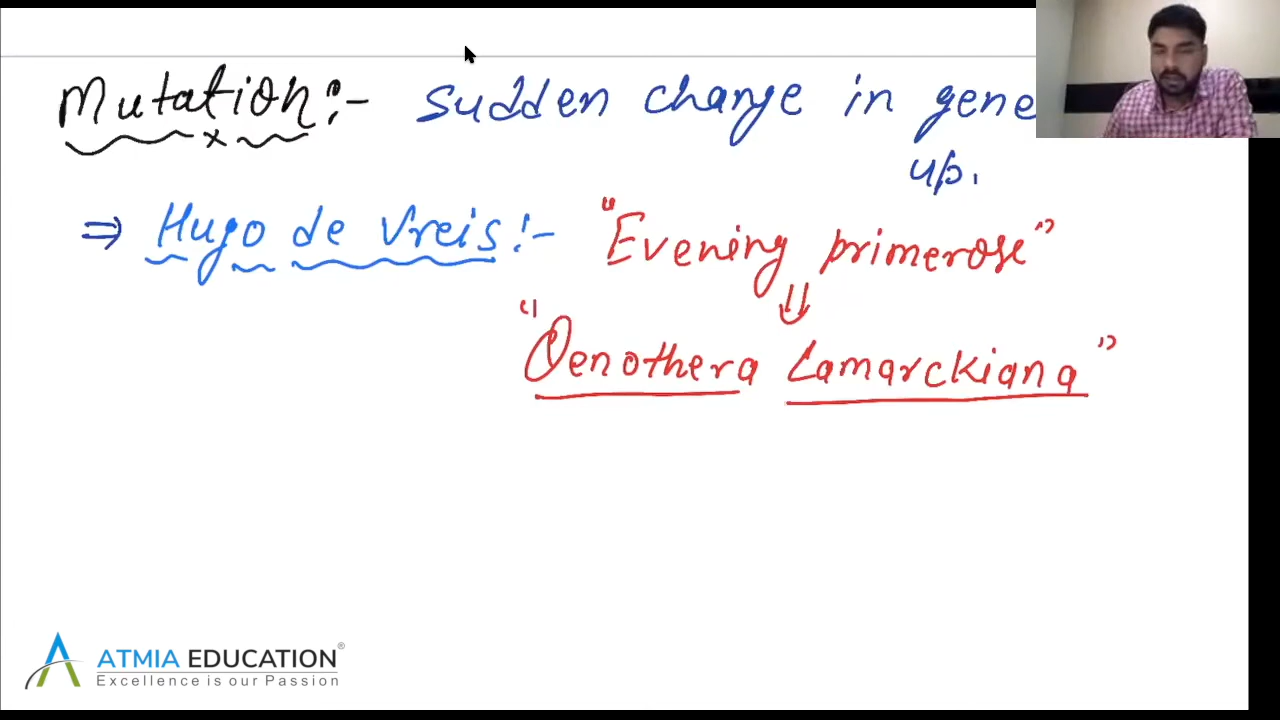 Mutation:- sudden change in gene
up.
⇒ Hugo de Vreis:- "Evening primerose"
⇓
"Oenothera Lamarckiana"
ATMIA EDUCATION®
Excellence is our Passion